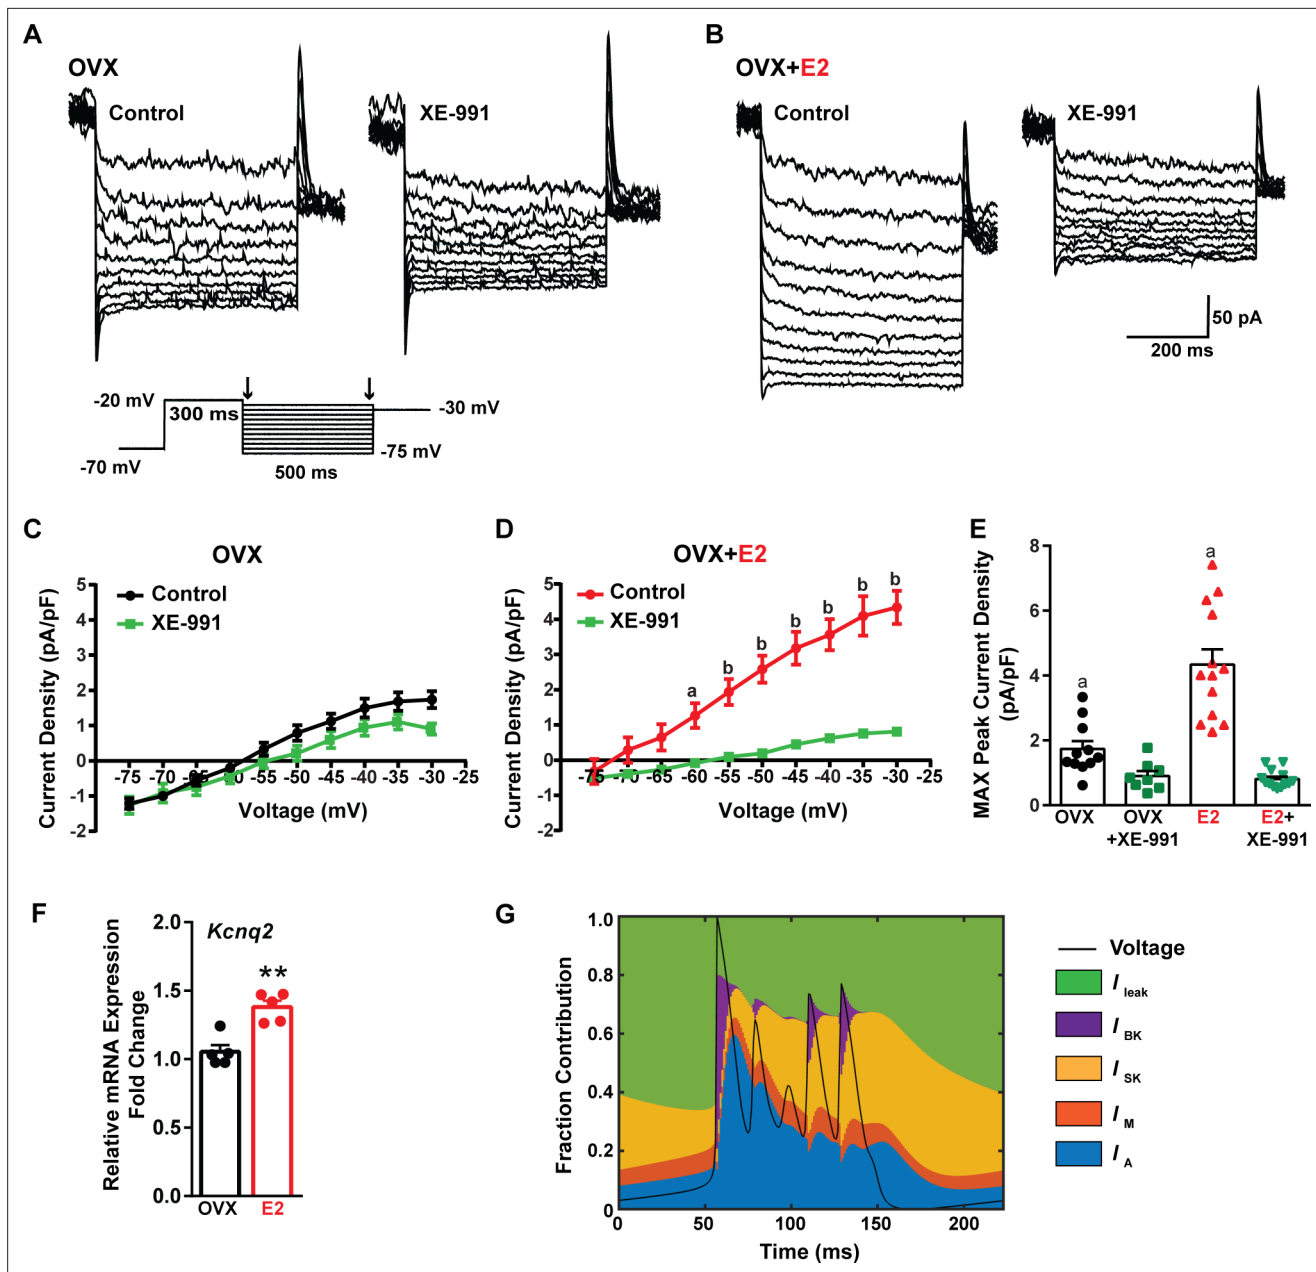 A
OVX
Control
XE-991
-20 mV
300 ms
-30 mV
-70 mV
-75 mV
500 ms
B
OVX+E2
Control
XE-991
50 pA
200 ms
C
OVX
Control
XE-991
Current Density (pA/pF)
5
4
3
2
1
0
-1
-2
-75 -70 -65 -60 -55 -50 -45 -40 -35 -30 -25
Voltage (mV)
D
OVX+E2
Control
XE-991
Current Density (pA/pF)
5
4
3
2
1
0
-1
-2
a b b b b b b
-75 -70 -65 -60 -55 -50 -45 -40 -35 -30 -25
Voltage (mV)
E
MAX Peak Current Density
(pA/pF)
8
6
4
2
0
a
a
OVX
OVX
+XE-991
E2
E2+
XE-991
F
Kcnq2
**
Relative mRNA Expression
Fold Change
2.0
1.5
1.0
0.5
0.0
OVX
E2
G
Fraction Contribution
1.0
0.8
0.6
0.4
0.2
0
0 50 100 150 200
Time (ms)
Voltage
I leak
I BK
I SK
I M
I A